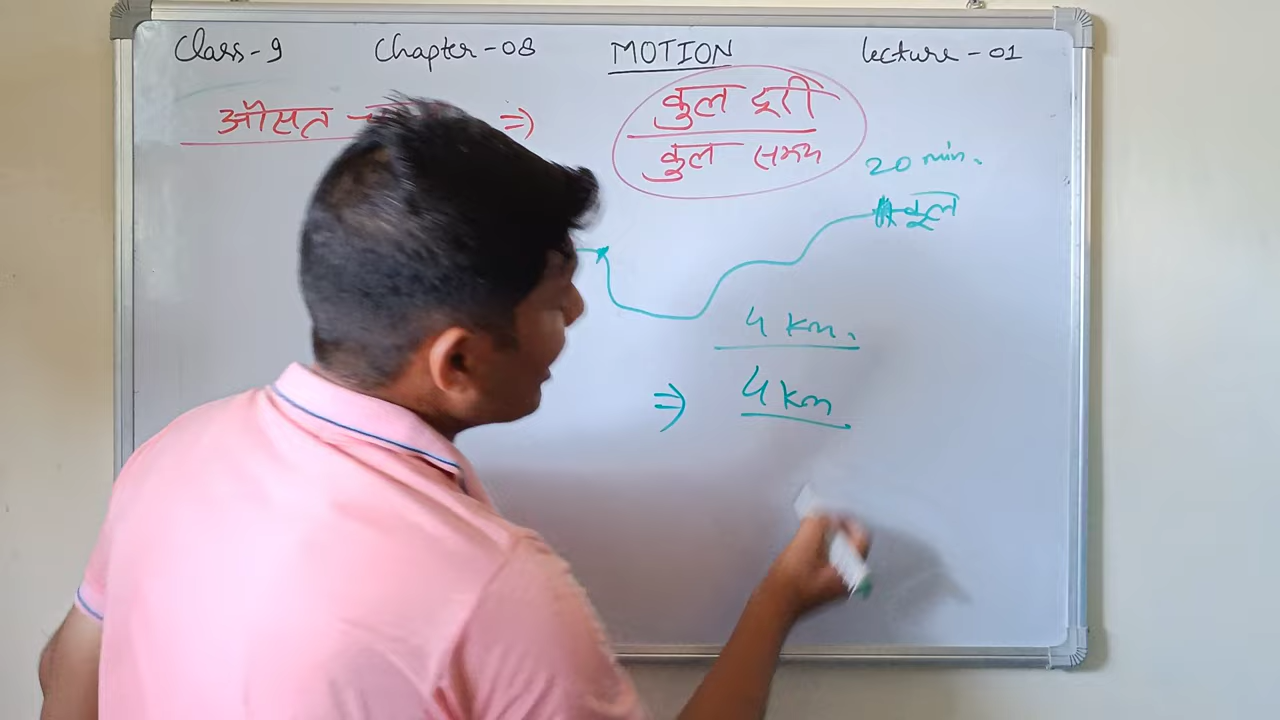 Class-9 Chapter-08 MOTION Lecture-01
औसत ⇒ कुल दूरी
कुल समय
20 min.
स्कूल
4 km.
⇒ 4 km